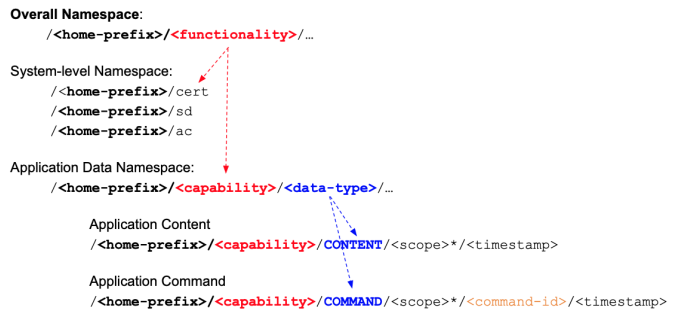 Overall Namespace:
/<home-prefix>/<functionality>/…
System-level Namespace:
/<home-prefix>/cert
/<home-prefix>/sd
/<home-prefix>/ac
Application Data Namespace:
/<home-prefix>/<capability>/<data-type>/…
Application Content
/<home-prefix>/<capability>/CONTENT/<scope>*/<timestamp>
Application Command
/<home-prefix>/<capability>/COMMAND/<scope>*/<command-id>/<timestamp>